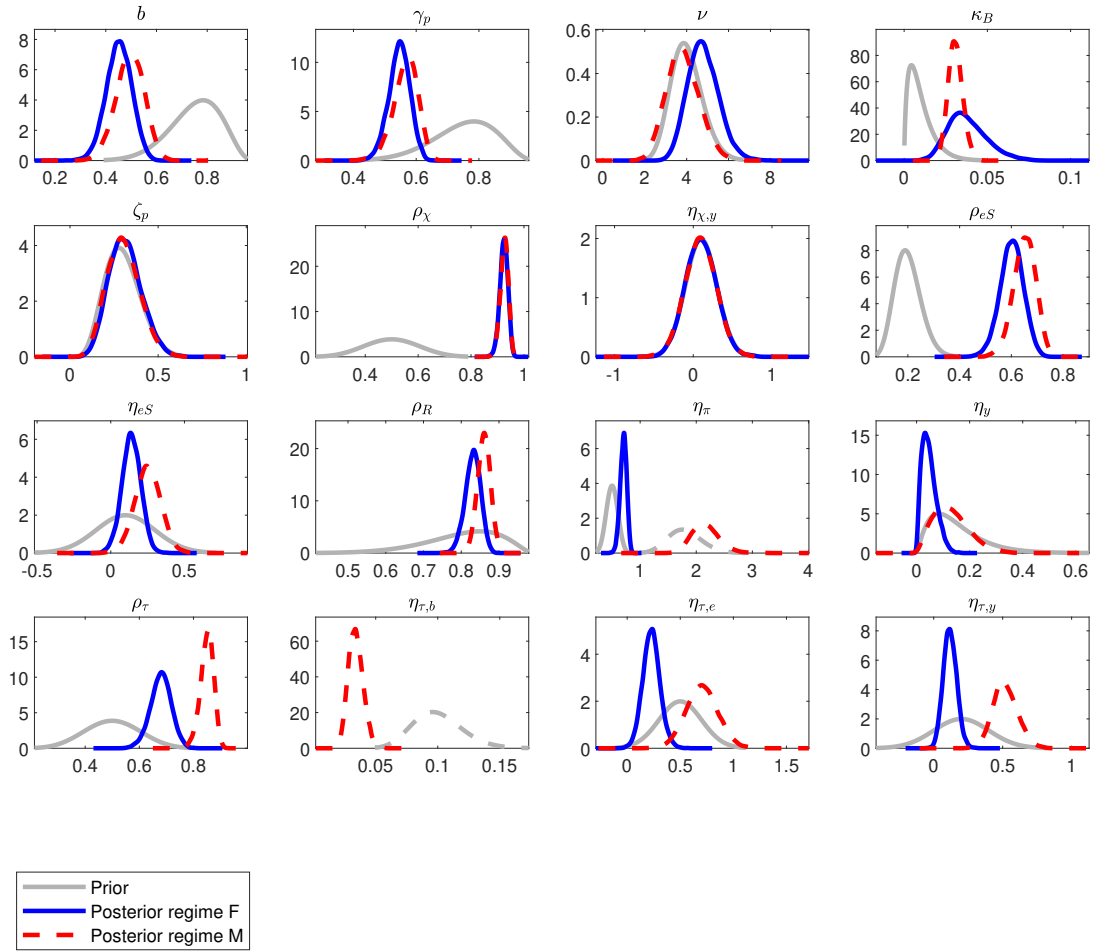 b γ_p ν κ_B
8 6 4 2 0
0.2 0.4 0.6 0.8
10 5 0
0.4 0.6 0.8
0.6 0.4 0.2 0
0 2 4 6 8
80 60 40 20 0
0 0.05 0.1
ζ_p ρ_χ η_{χ,y} ρ_{eS}
4 2 0
0 0.5 1
20 10 0
0.4 0.6 0.8 1
2 1 0
-1 0 1
8 6 4 2 0
0.2 0.4 0.6 0.8
η_{eS} ρ_R η_π η_y
6 4 2 0
-0.5 0 0.5
20 10 0
0.5 0.6 0.7 0.8 0.9
6 4 2 0
1 2 3 4
15 10 5 0
0 0.2 0.4 0.6
ρ_τ η_{τ,b} η_{τ,e} η_{τ,y}
15 10 5 0
0.4 0.6 0.8
60 40 20 0
0.05 0.1 0.15
4 2 0
0 0.5 1 1.5
8 6 4 2 0
0 0.5 1
Prior
Posterior regime F
Posterior regime M